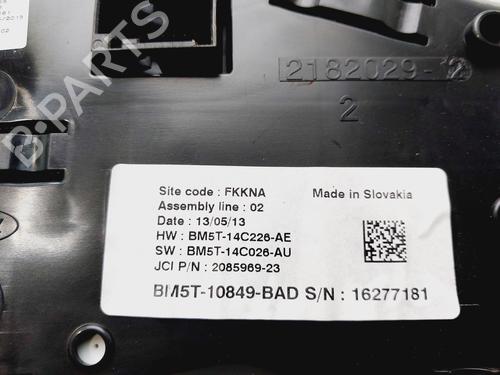 2182029-12
2
Site code : FKKNA
Made in Slovakia
Assembly line : 02
Date : 13/05/13
HW : BM5T-14C226-AE
SW : BM5T-14C026-AU
JCI P/N : 2085969-23
BM5T-10849-BAD S/N : 16277181
B-PARTS